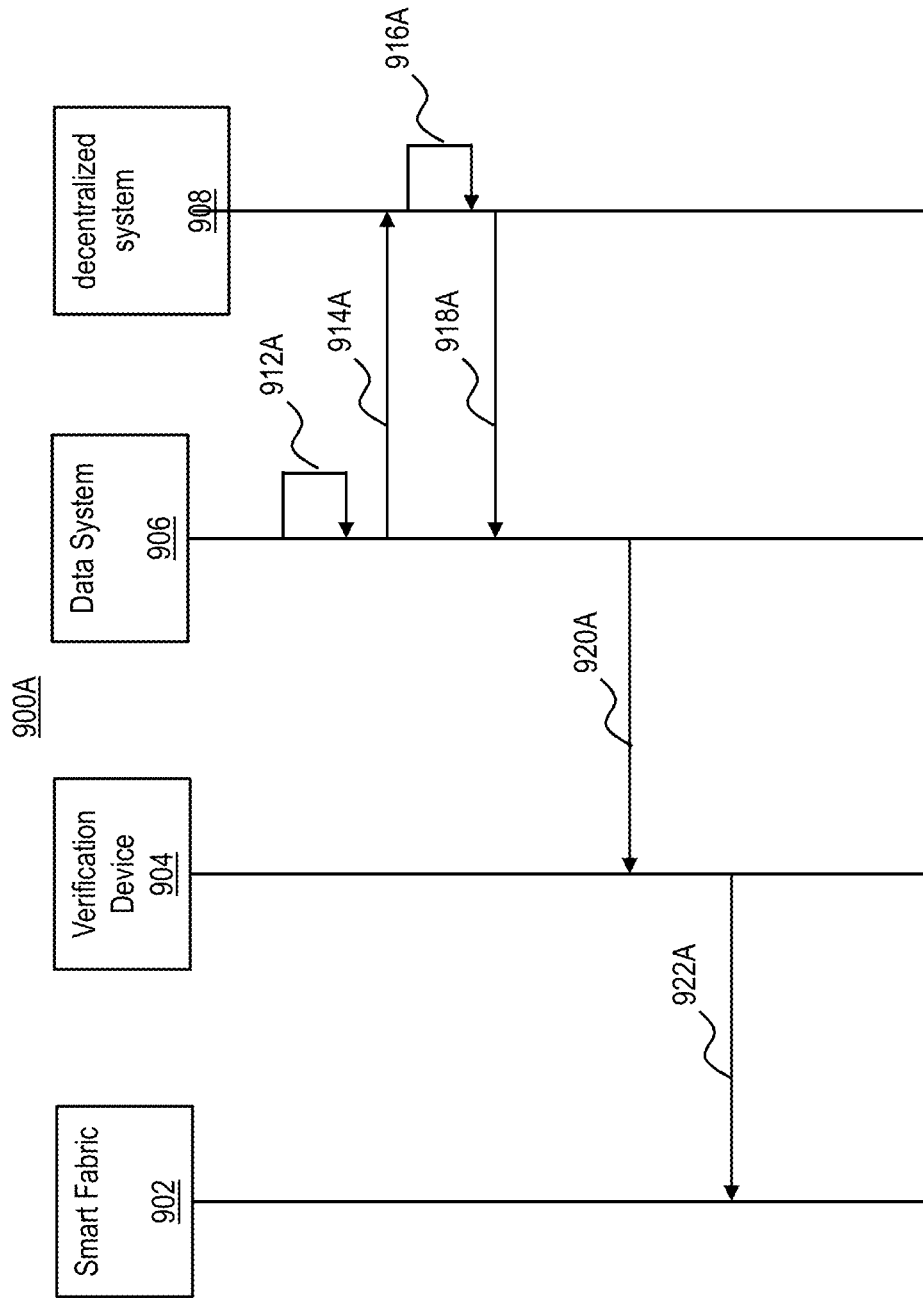 900A
Smart Fabric
902
Verification
Device
904
Data System
906
decentralized
system
908
912A
914A
916A
918A
920A
922A